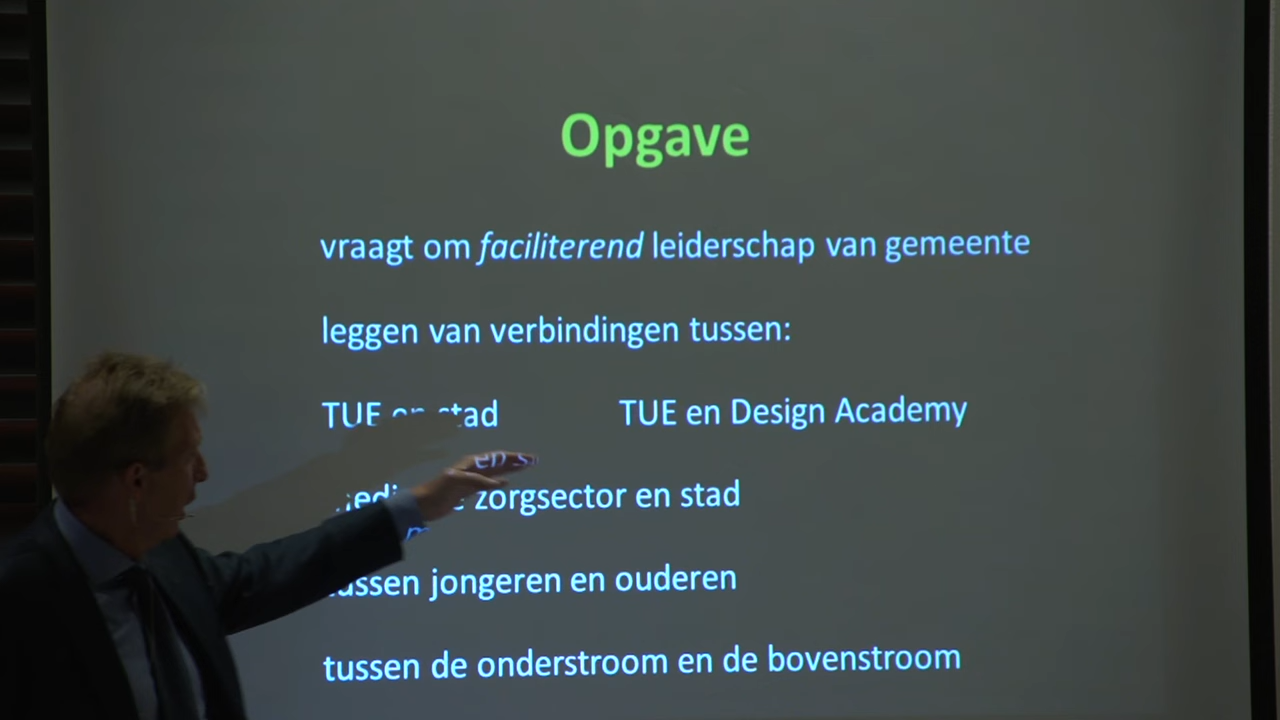 Opgave
vraagt om faciliterend leiderschap van gemeente
leggen van verbindingen tussen:
TUE en stad TUE en Design Academy
zorgsector en stad
tussen jongeren en ouderen
tussen de onderstroom en de bovenstroom